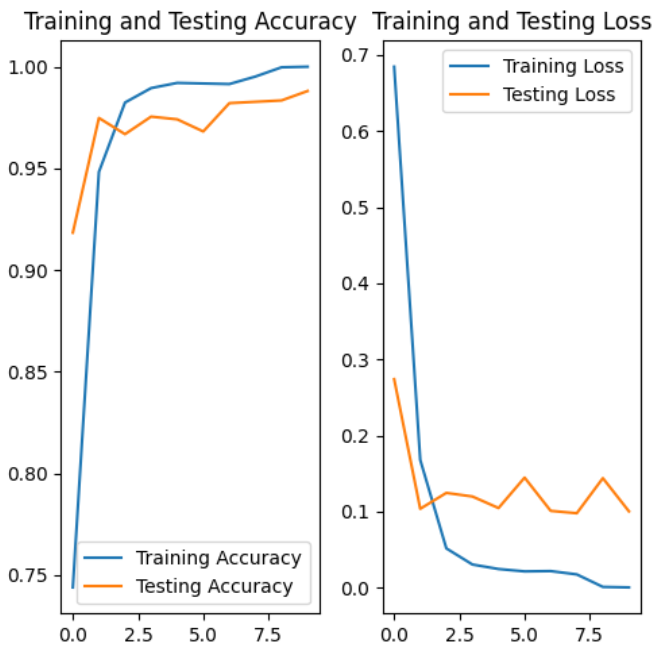 Training and Testing Accuracy
1.00
0.95
0.90
0.85
0.80
0.75
Training Accuracy
Testing Accuracy
0.0 2.5 5.0 7.5
Training and Testing Loss
0.7
0.6
0.5
0.4
0.3
0.2
0.1
0.0
Training Loss
Testing Loss
0.0 2.5 5.0 7.5